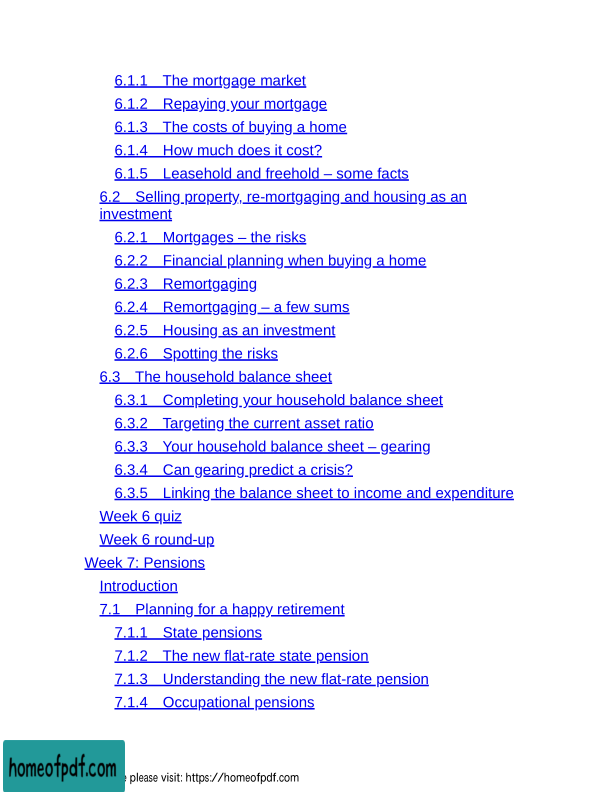 6.1.1 The mortgage market
6.1.2 Repaying your mortgage
6.1.3 The costs of buying a home
6.1.4 How much does it cost?
6.1.5 Leasehold and freehold – some facts
6.2 Selling property, re-mortgaging and housing as an
investment
6.2.1 Mortgages – the risks
6.2.2 Financial planning when buying a home
6.2.3 Remortgaging
6.2.4 Remortgaging – a few sums
6.2.5 Housing as an investment
6.2.6 Spotting the risks
6.3 The household balance sheet
6.3.1 Completing your household balance sheet
6.3.2 Targeting the current asset ratio
6.3.3 Your household balance sheet – gearing
6.3.4 Can gearing predict a crisis?
6.3.5 Linking the balance sheet to income and expenditure
Week 6 quiz
Week 6 round-up
Week 7: Pensions
Introduction
7.1 Planning for a happy retirement
7.1.1 State pensions
7.1.2 The new flat-rate state pension
7.1.3 Understanding the new flat-rate pension
7.1.4 Occupational pensions
homeofpdf.com
please visit: https://homeofpdf.com